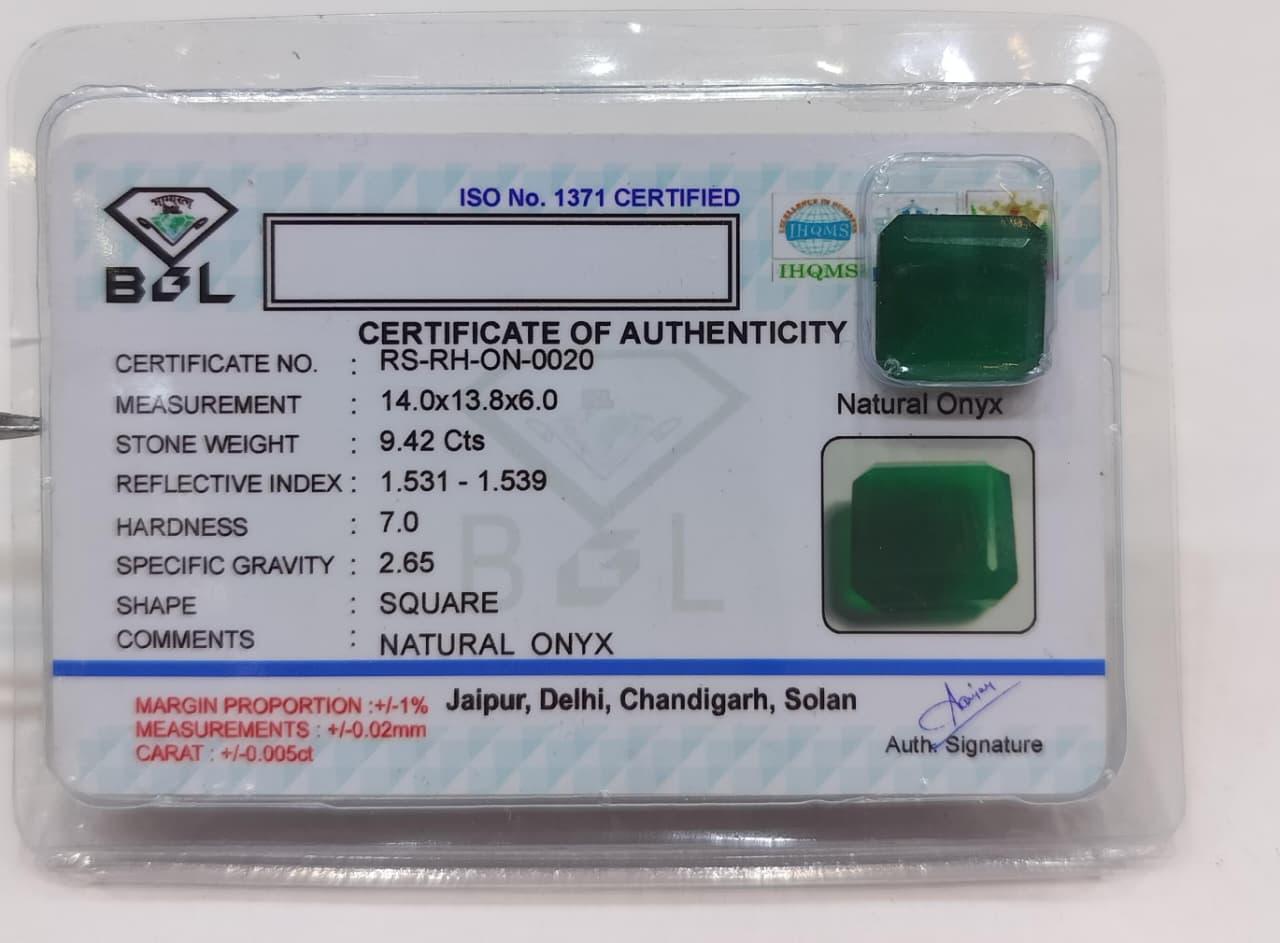 भाग्यरत्न
BGL
ISO No. 1371 CERTIFIED
IHQMS
IHQMS
CERTIFICATE OF AUTHENTICITY
CERTIFICATE NO. : RS-RH-ON-0020
MEASUREMENT : 14.0x13.8x6.0
STONE WEIGHT : 9.42 Cts
REFLECTIVE INDEX : 1.531 - 1.539
HARDNESS : 7.0
SPECIFIC GRAVITY : 2.65
SHAPE : SQUARE
COMMENTS : NATURAL ONYX
Natural Onyx
BGL
MARGIN PROPORTION :+/-1%
MEASUREMENTS : +/-0.02mm
CARAT : +/-0.005ct
Jaipur, Delhi, Chandigarh, Solan
Auth. Signature